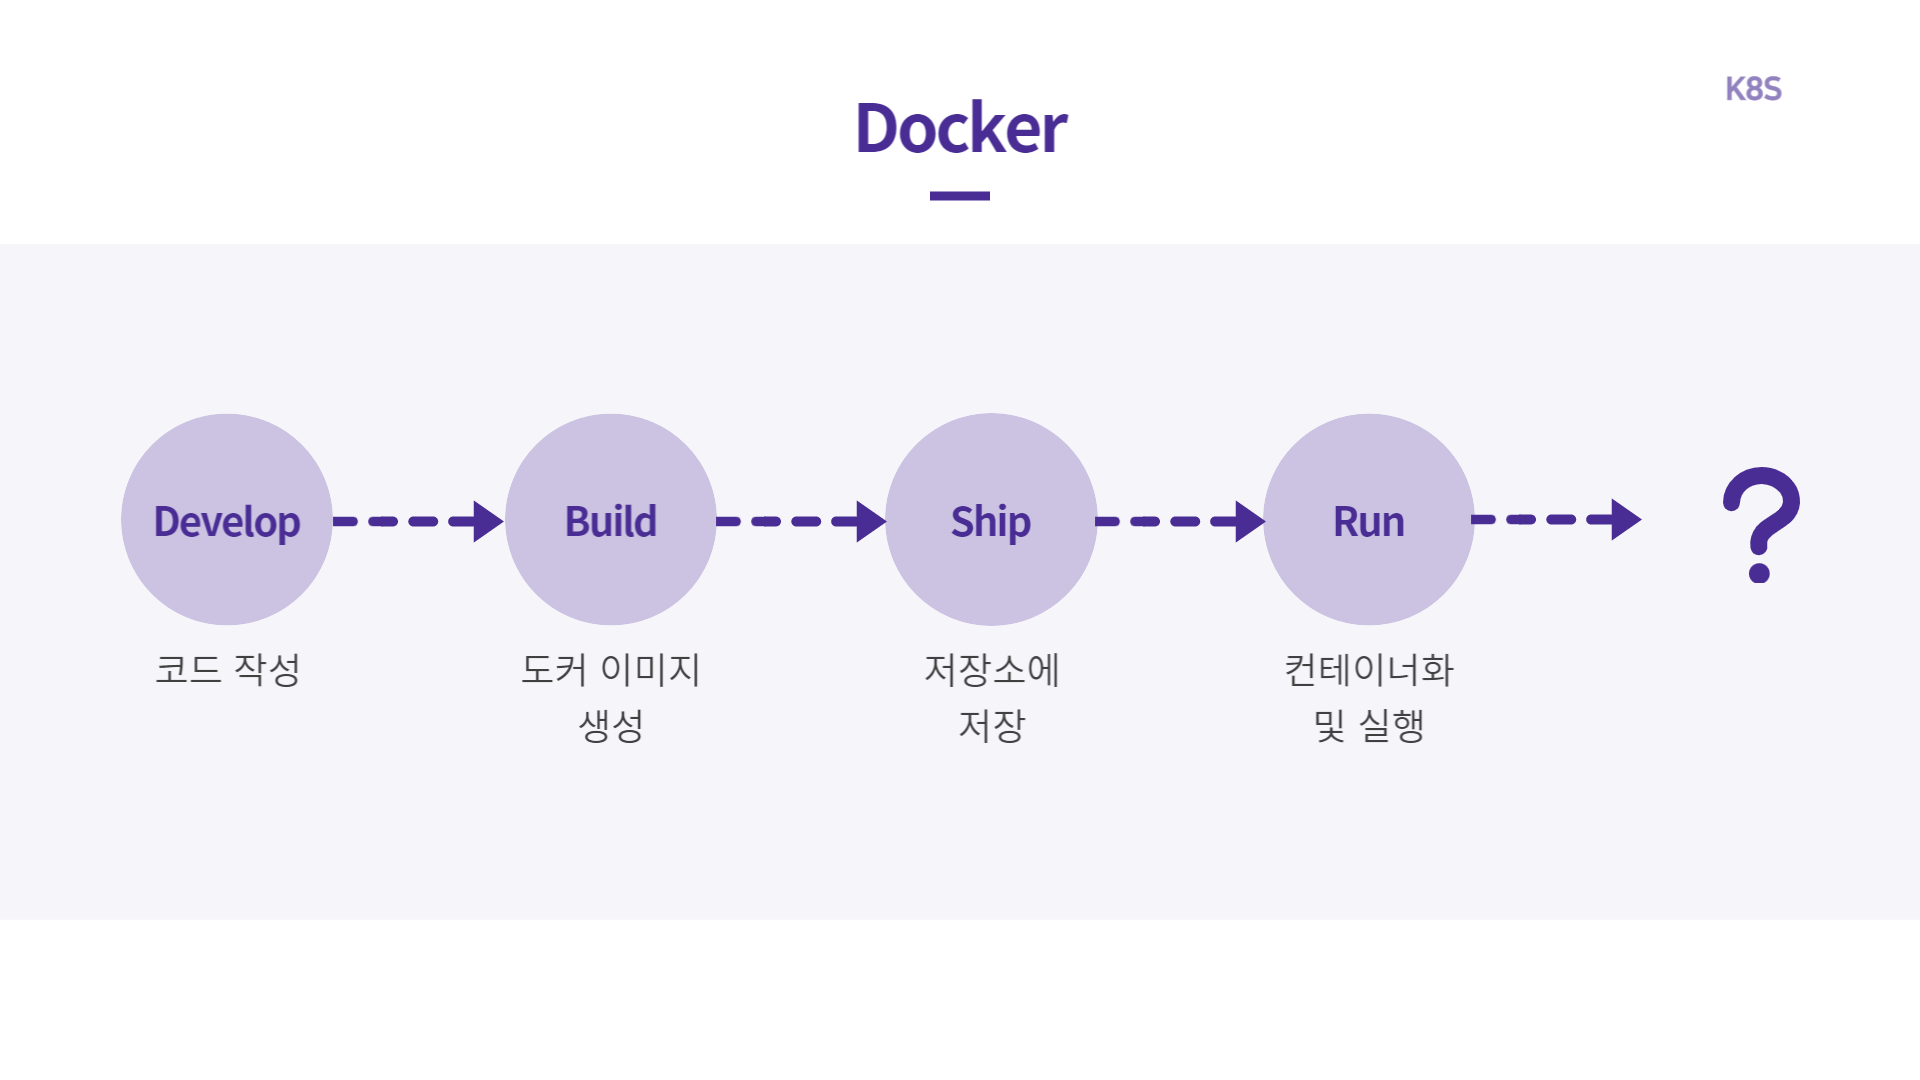 K8S
Docker
Develop
Build
Ship
Run
?
코드 작성
도커 이미지
생성
저장소에
저장
컨테이너화
및 실행